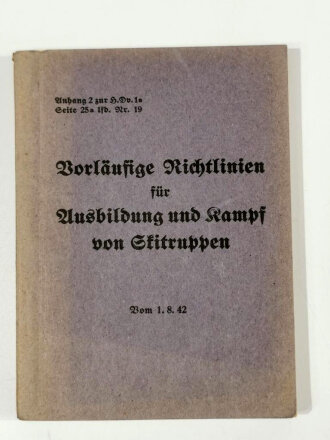 Anhang 2 zur H.Dv. 1a
Seite 25a lfd. Nr. 19
Vorläufige Richtlinien
für
Ausbildung und Kampf
von Skitruppen
Vom 1. 8. 42